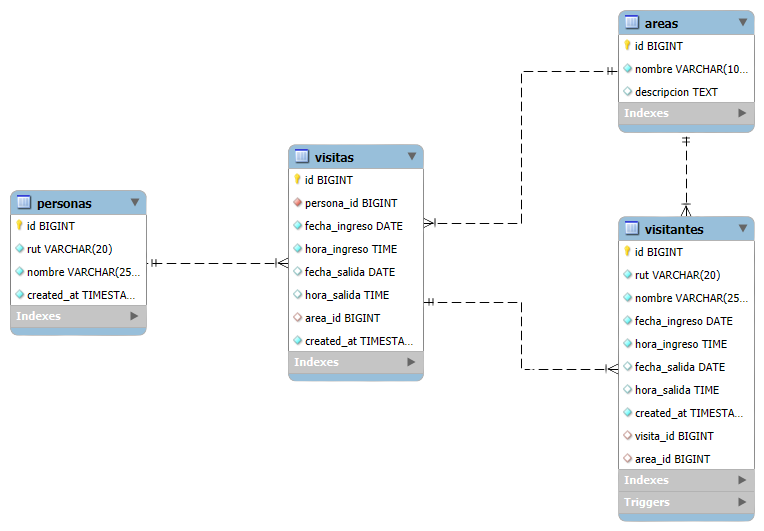 personas
id BIGINT
rut VARCHAR(20)
nombre VARCHAR(25...
created_at TIMESTA...
Indexes
visitas
id BIGINT
persona_id BIGINT
fecha_ingreso DATE
hora_ingreso TIME
fecha_salida DATE
hora_salida TIME
area_id BIGINT
created_at TIMESTA...
Indexes
areas
id BIGINT
nombre VARCHAR(10...
descripcion TEXT
Indexes
visitantes
id BIGINT
rut VARCHAR(20)
nombre VARCHAR(25...
fecha_ingreso DATE
hora_ingreso TIME
fecha_salida DATE
hora_salida TIME
created_at TIMESTA...
visita_id BIGINT
area_id BIGINT
Indexes
Triggers